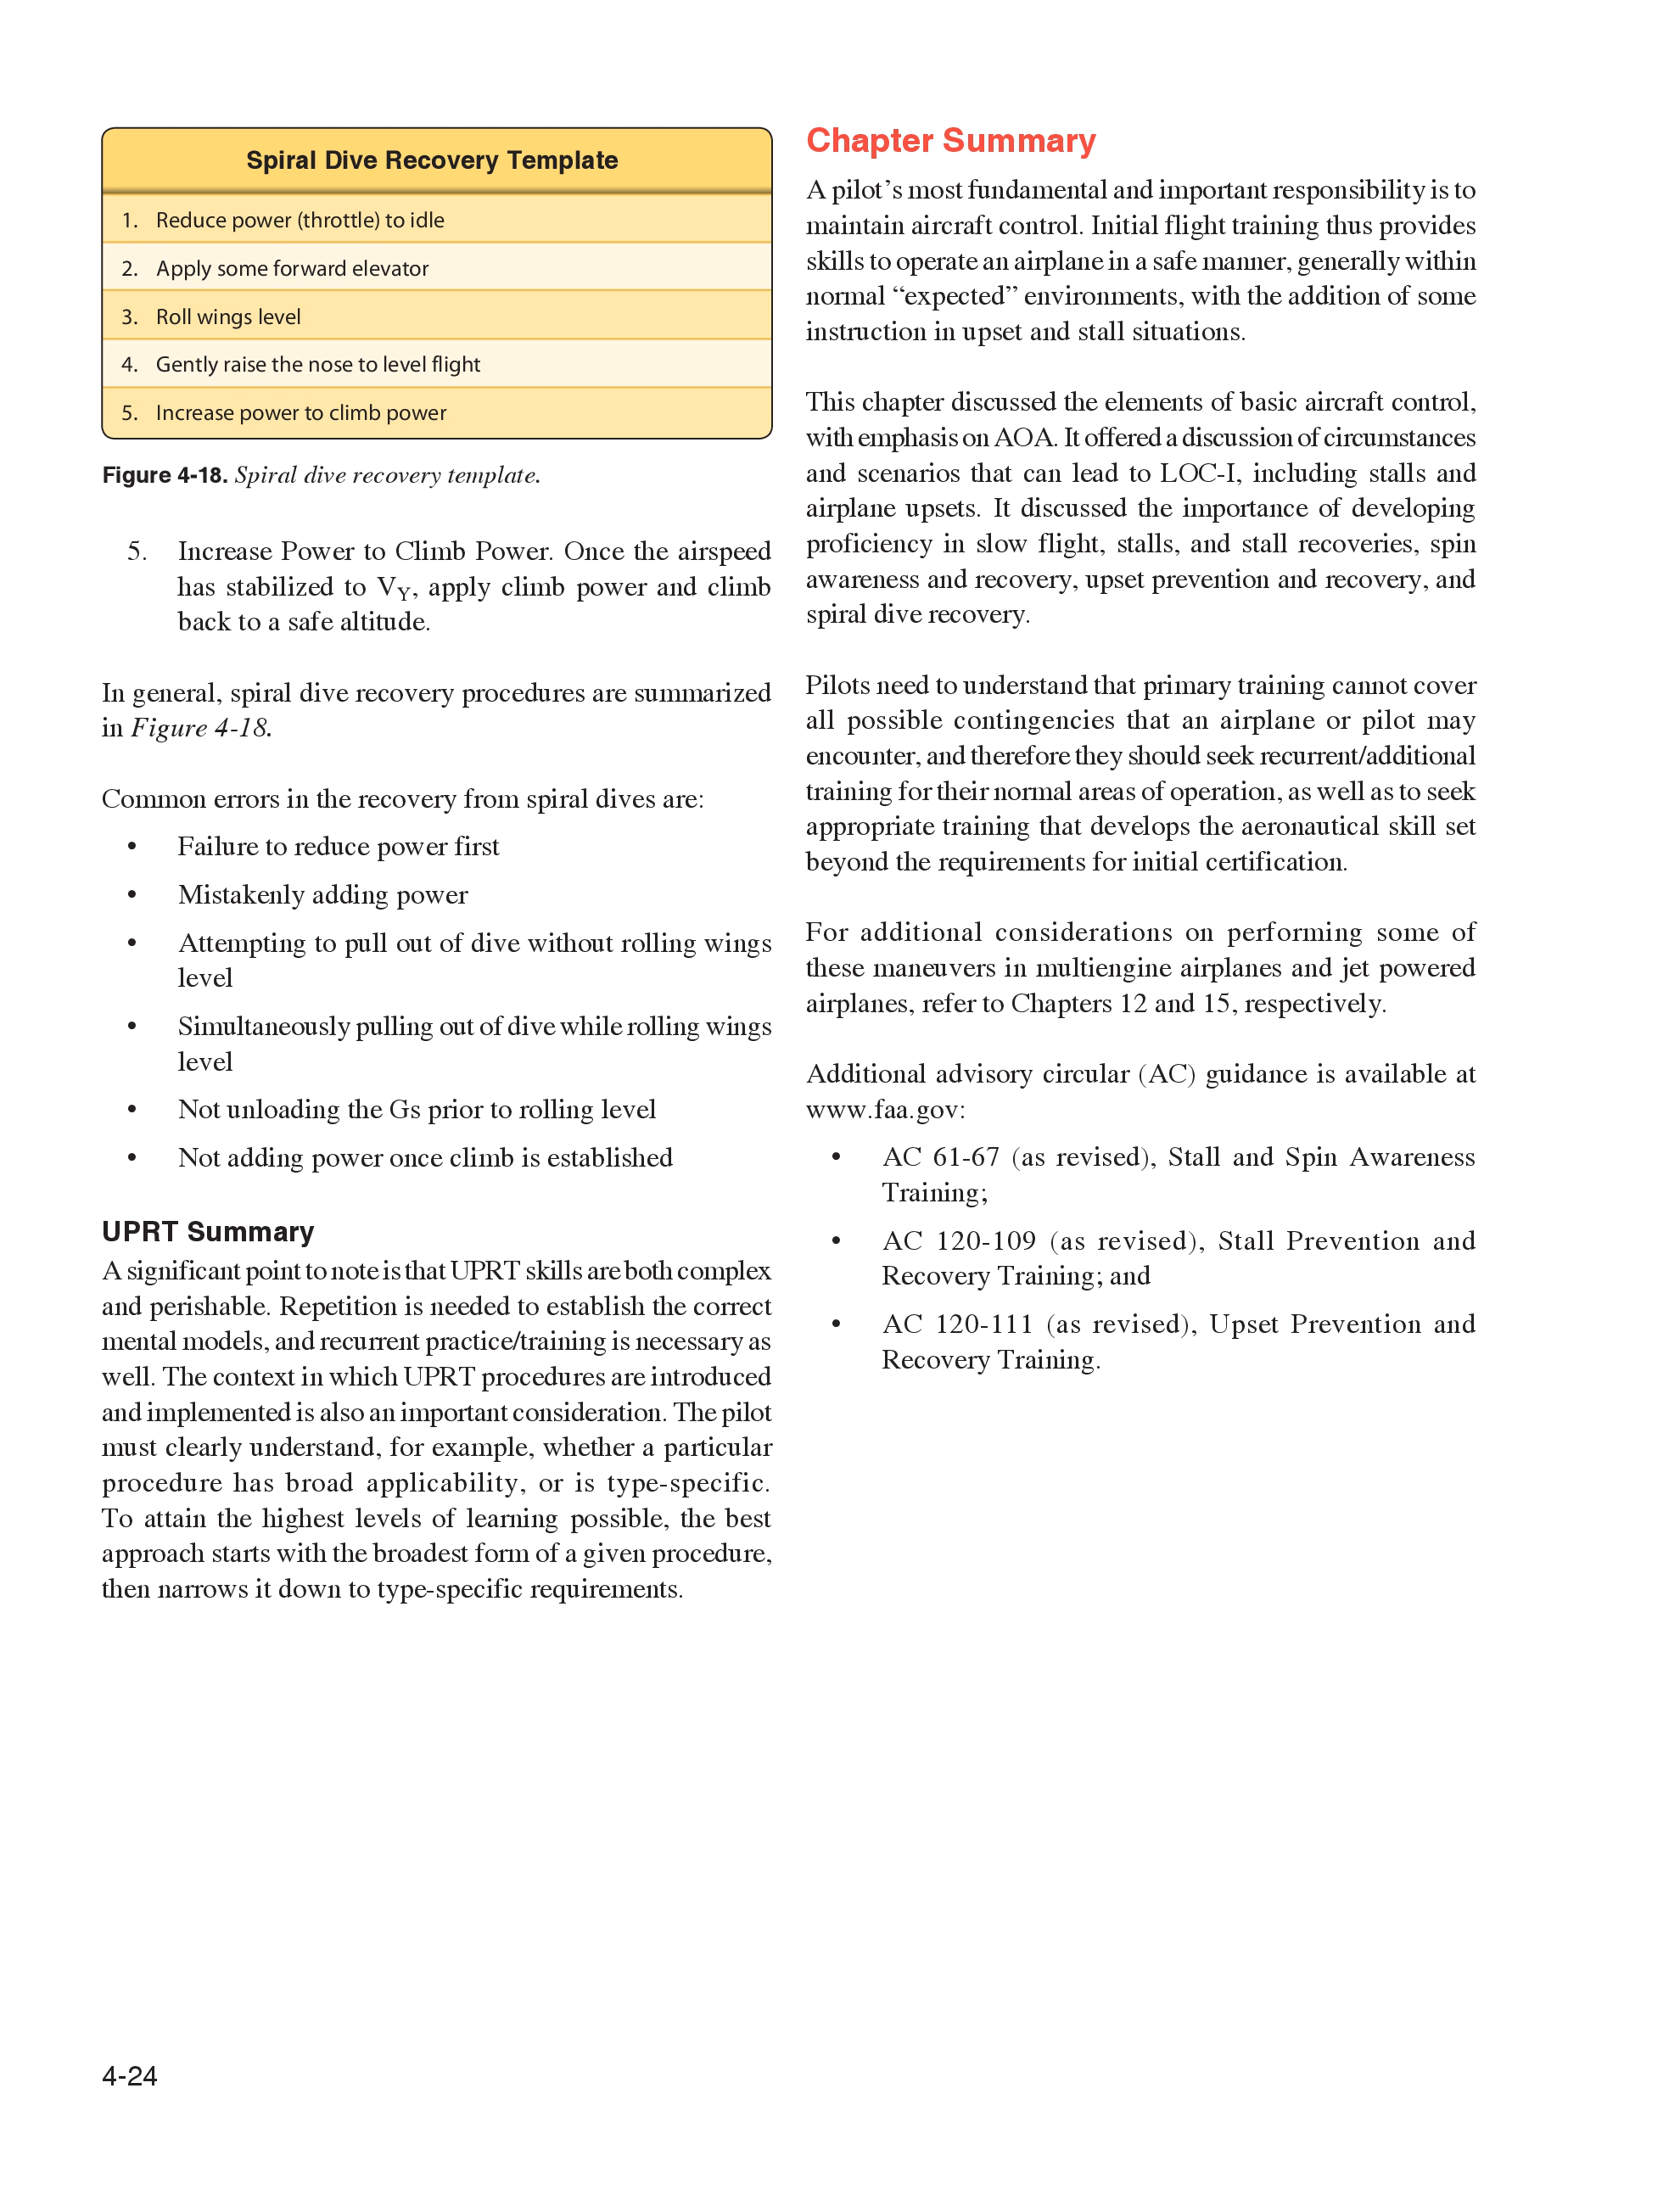 Spiral Dive Recovery Template
1. Reduce power (throttle) to idle
2. Apply some forward elevator
3. Roll wings level
4. Gently raise the nose to level flight
5. Increase power to climb power
Figure 4-18. Spiral dive recovery template.
5. Increase Power to Climb Power. Once the airspeed
has stabilized to VY, apply climb power and climb
back to a safe altitude.
In general, spiral dive recovery procedures are summarized
in Figure 4-18.
Common errors in the recovery from spiral dives are:
• Failure to reduce power first
• Mistakenly adding power
• Attempting to pull out of dive without rolling wings
level
• Simultaneously pulling out of dive while rolling wings
level
• Not unloading the Gs prior to rolling level
• Not adding power once climb is established
UPRT Summary
A significant point to note is that UPRT skills are both complex
and perishable. Repetition is needed to establish the correct
mental models, and recurrent practice/training is necessary as
well. The context in which UPRT procedures are introduced
and implemented is also an important consideration. The pilot
must clearly understand, for example, whether a particular
procedure has broad applicability, or is type-specific.
To attain the highest levels of learning possible, the best
approach starts with the broadest form of a given procedure,
then narrows it down to type-specific requirements.
Chapter Summary
A pilot’s most fundamental and important responsibility is to
maintain aircraft control. Initial flight training thus provides
skills to operate an airplane in a safe manner, generally within
normal “expected” environments, with the addition of some
instruction in upset and stall situations.
This chapter discussed the elements of basic aircraft control,
with emphasis on AOA. It offered a discussion of circumstances
and scenarios that can lead to LOC-I, including stalls and
airplane upsets. It discussed the importance of developing
proficiency in slow flight, stalls, and stall recoveries, spin
awareness and recovery, upset prevention and recovery, and
spiral dive recovery.
Pilots need to understand that primary training cannot cover
all possible contingencies that an airplane or pilot may
encounter, and therefore they should seek recurrent/additional
training for their normal areas of operation, as well as to seek
appropriate training that develops the aeronautical skill set
beyond the requirements for initial certification.
For additional considerations on performing some of
these maneuvers in multiengine airplanes and jet powered
airplanes, refer to Chapters 12 and 15, respectively.
Additional advisory circular (AC) guidance is available at
www.faa.gov:
• AC 61-67 (as revised), Stall and Spin Awareness
Training;
• AC 120-109 (as revised), Stall Prevention and
Recovery Training; and
• AC 120-111 (as revised), Upset Prevention and
Recovery Training.
4-24